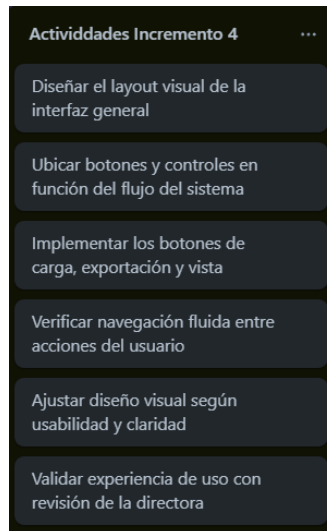 Actividdades Incremento 4 ...
Diseñar el layout visual de la
interfaz general
Ubicar botones y controles en
función del flujo del sistema
Implementar los botones de
carga, exportación y vista
Verificar navegación fluida entre
acciones del usuario
Ajustar diseño visual según
usabilidad y claridad
Validar experiencia de uso con
revisión de la directora